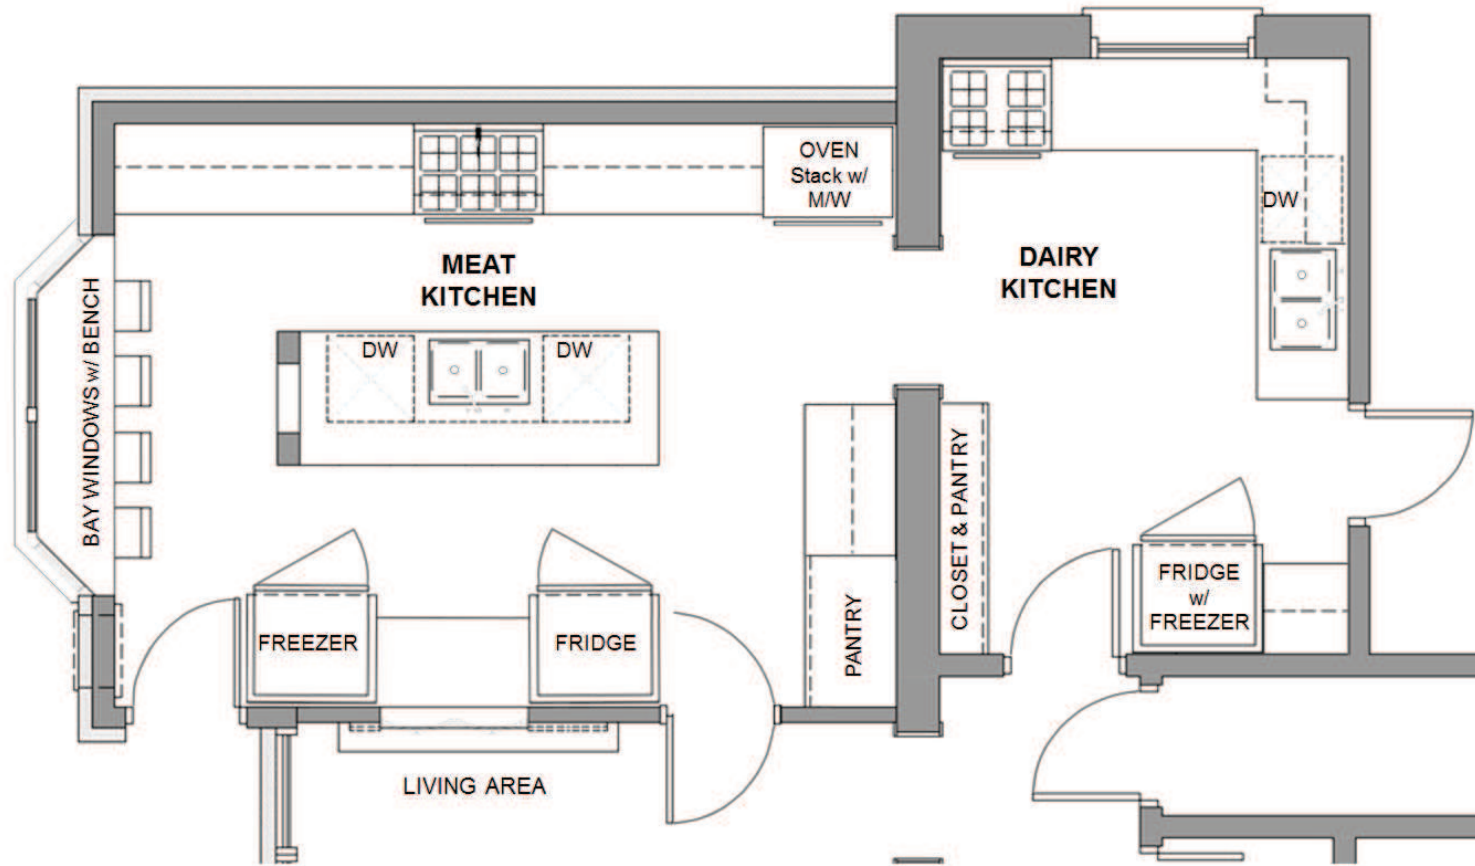 OVEN
Stack w/
M/W
DW
MEAT
KITCHEN
DAIRY
KITCHEN
BAY WINDOWS w/ BENCH
DW
DW
CLOSET & PANTRY
FRIDGE
w/
FREEZER
FREEZER
FRIDGE
PANTRY
LIVING AREA